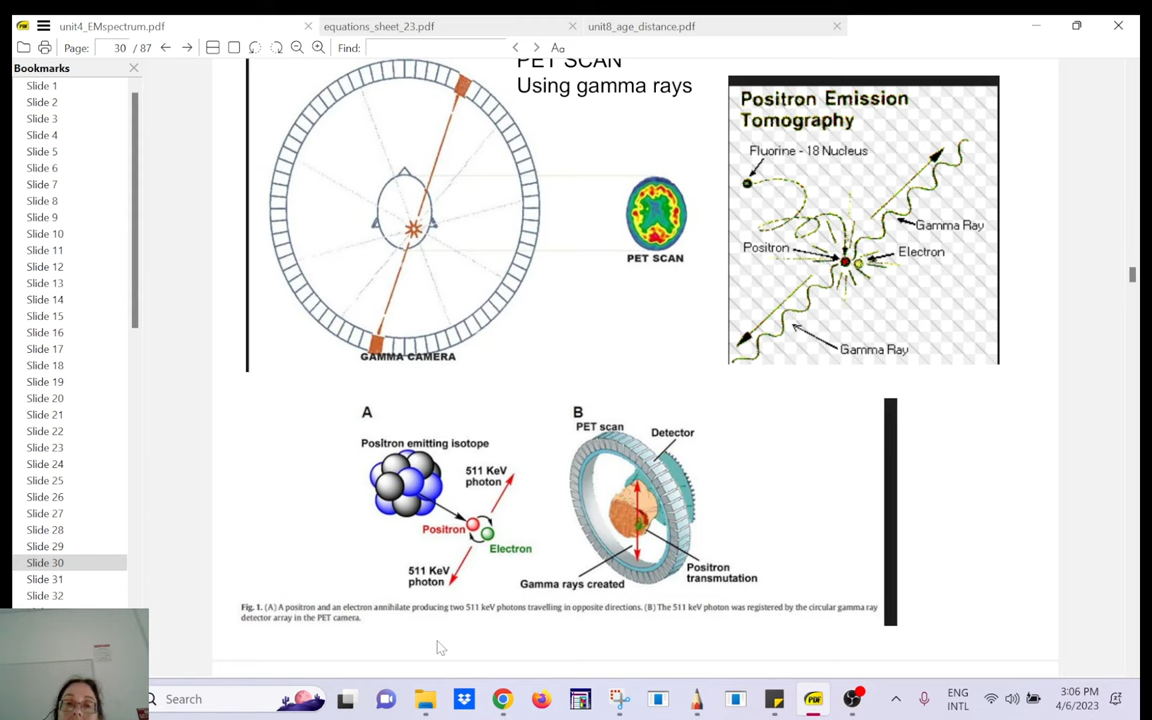 unit4_EMspectrum.pdf
equations_sheet_23.pdf
unit8_age_distance.pdf
Page:
30 / 87
Find:
Aa
Bookmarks
Slide 1
Slide 2
Slide 3
Slide 4
Slide 5
Slide 6
Slide 7
Slide 8
Slide 9
Slide 10
Slide 11
Slide 12
Slide 13
Slide 14
Slide 15
Slide 16
Slide 17
Slide 18
Slide 19
Slide 20
Slide 21
Slide 22
Slide 23
Slide 24
Slide 25
Slide 26
Slide 27
Slide 28
Slide 29
Slide 30
Slide 31
Slide 32
PET SCAN
Using gamma rays
GAMMA CAMERA
PET SCAN
Positron Emission
Tomography
Fluorine - 18 Nucleus
Gamma Ray
Positron
Electron
Gamma Ray
A
Positron emitting isotope
511 KeV
photon
Positron
Electron
511 KeV
photon
B
PET scan
Detector
Positron
transmutation
Gamma rays created
Fig. 1. (A) A positron and an electron annihilate producing two 511 keV photons travelling in opposite directions. (B) The 511 keV photon was registered by the circular gamma ray
detector array in the PET camera.
Search
ENG
INTL
3:06 PM
4/6/2023